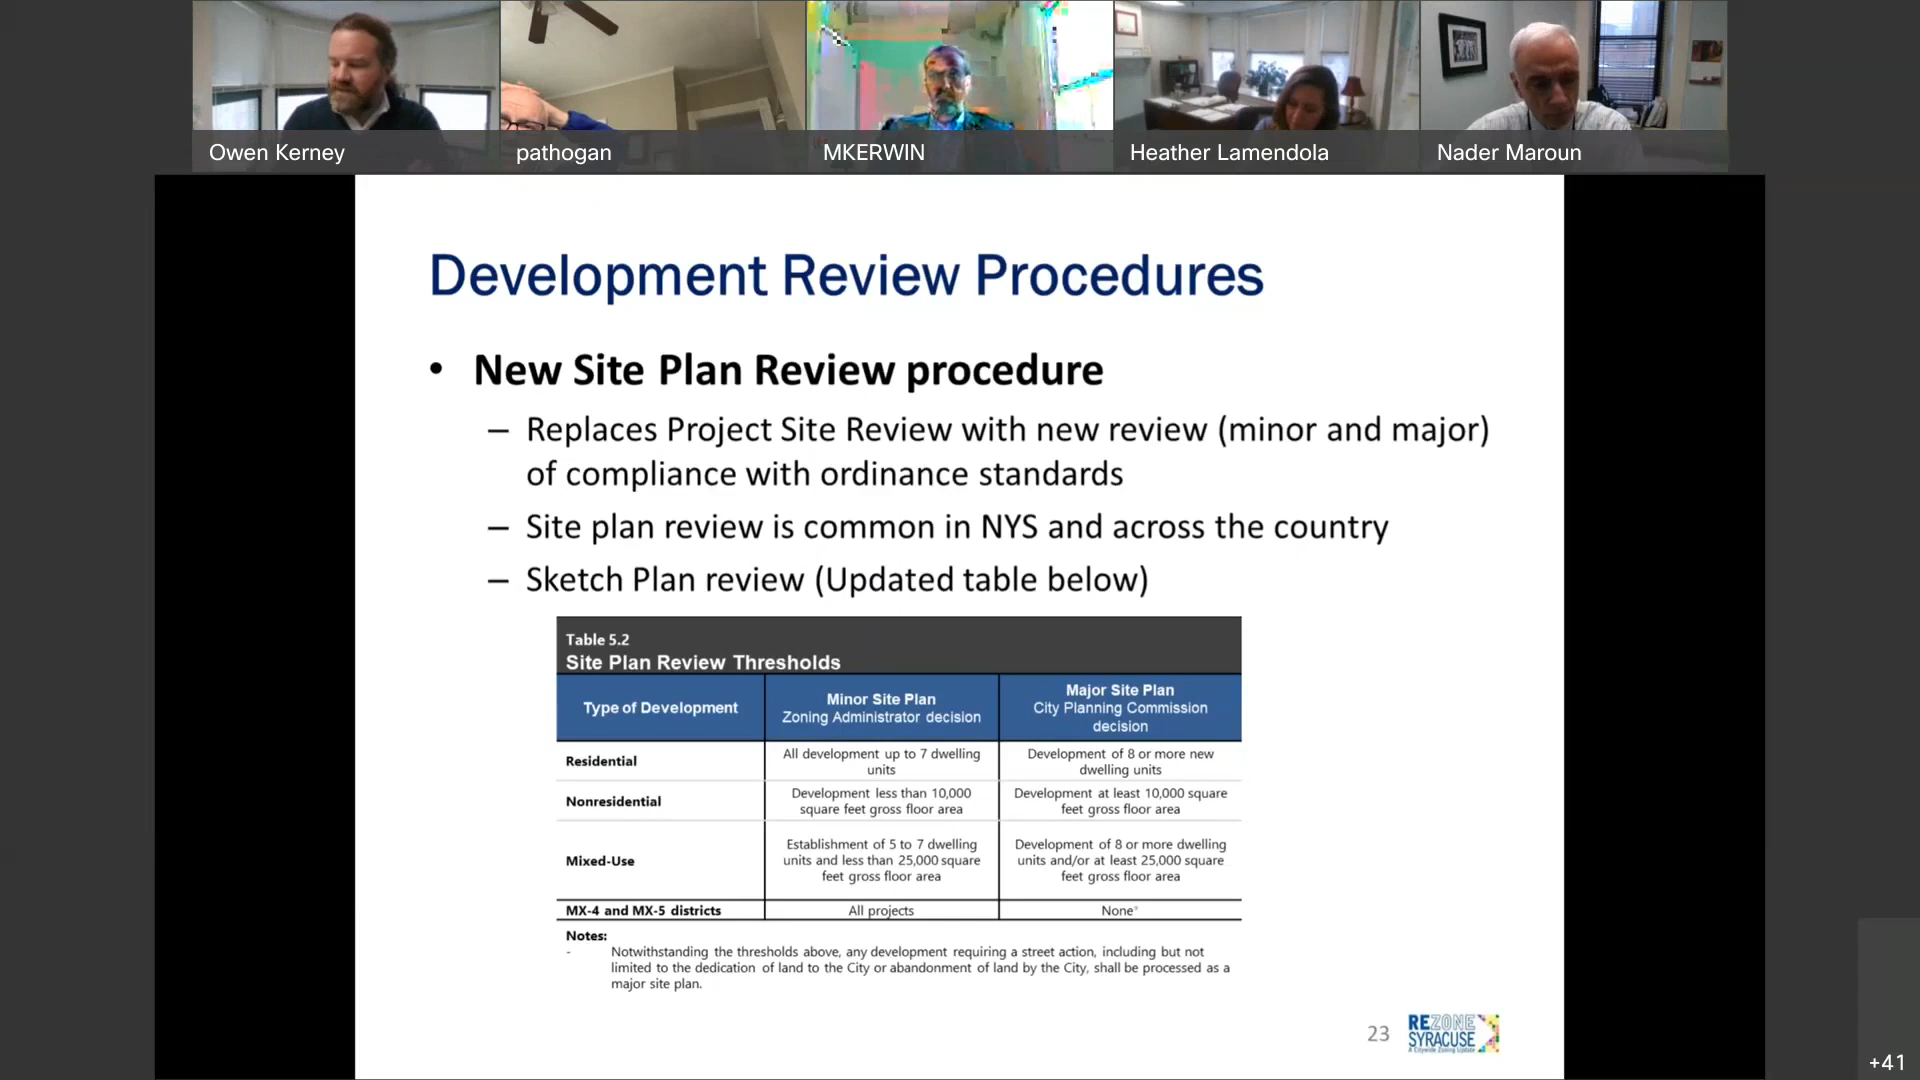 Owen Kerney
pathogan
MKERWIN
Heather Lamendola
Nader Maroun
Development Review Procedures
• New Site Plan Review procedure
– Replaces Project Site Review with new review (minor and major)
of compliance with ordinance standards
– Site plan review is common in NYS and across the country
– Sketch Plan review (Updated table below)
Table 5.2
Site Plan Review Thresholds
Type of Development
Minor Site Plan
Zoning Administrator decision
Major Site Plan
City Planning Commission
decision
Residential
All development up to 7 dwelling
units
Development of 8 or more new
dwelling units
Nonresidential
Development less than 10,000
square feet gross floor area
Development at least 10,000 square
feet gross floor area
Mixed-Use
Establishment of 5 to 7 dwelling
units and less than 25,000 square
feet gross floor area
Development of 8 or more dwelling
units and/or at least 25,000 square
feet gross floor area
MX-4 and MX-5 districts
All projects
None*
Notes:
- Notwithstanding the thresholds above, any development requiring a street action, including but not
limited to the dedication of land to the City or abandonment of land by the City, shall be processed as a
major site plan.
23
REZONE
SYRACUSE
A Citywide Zoning Update
+41